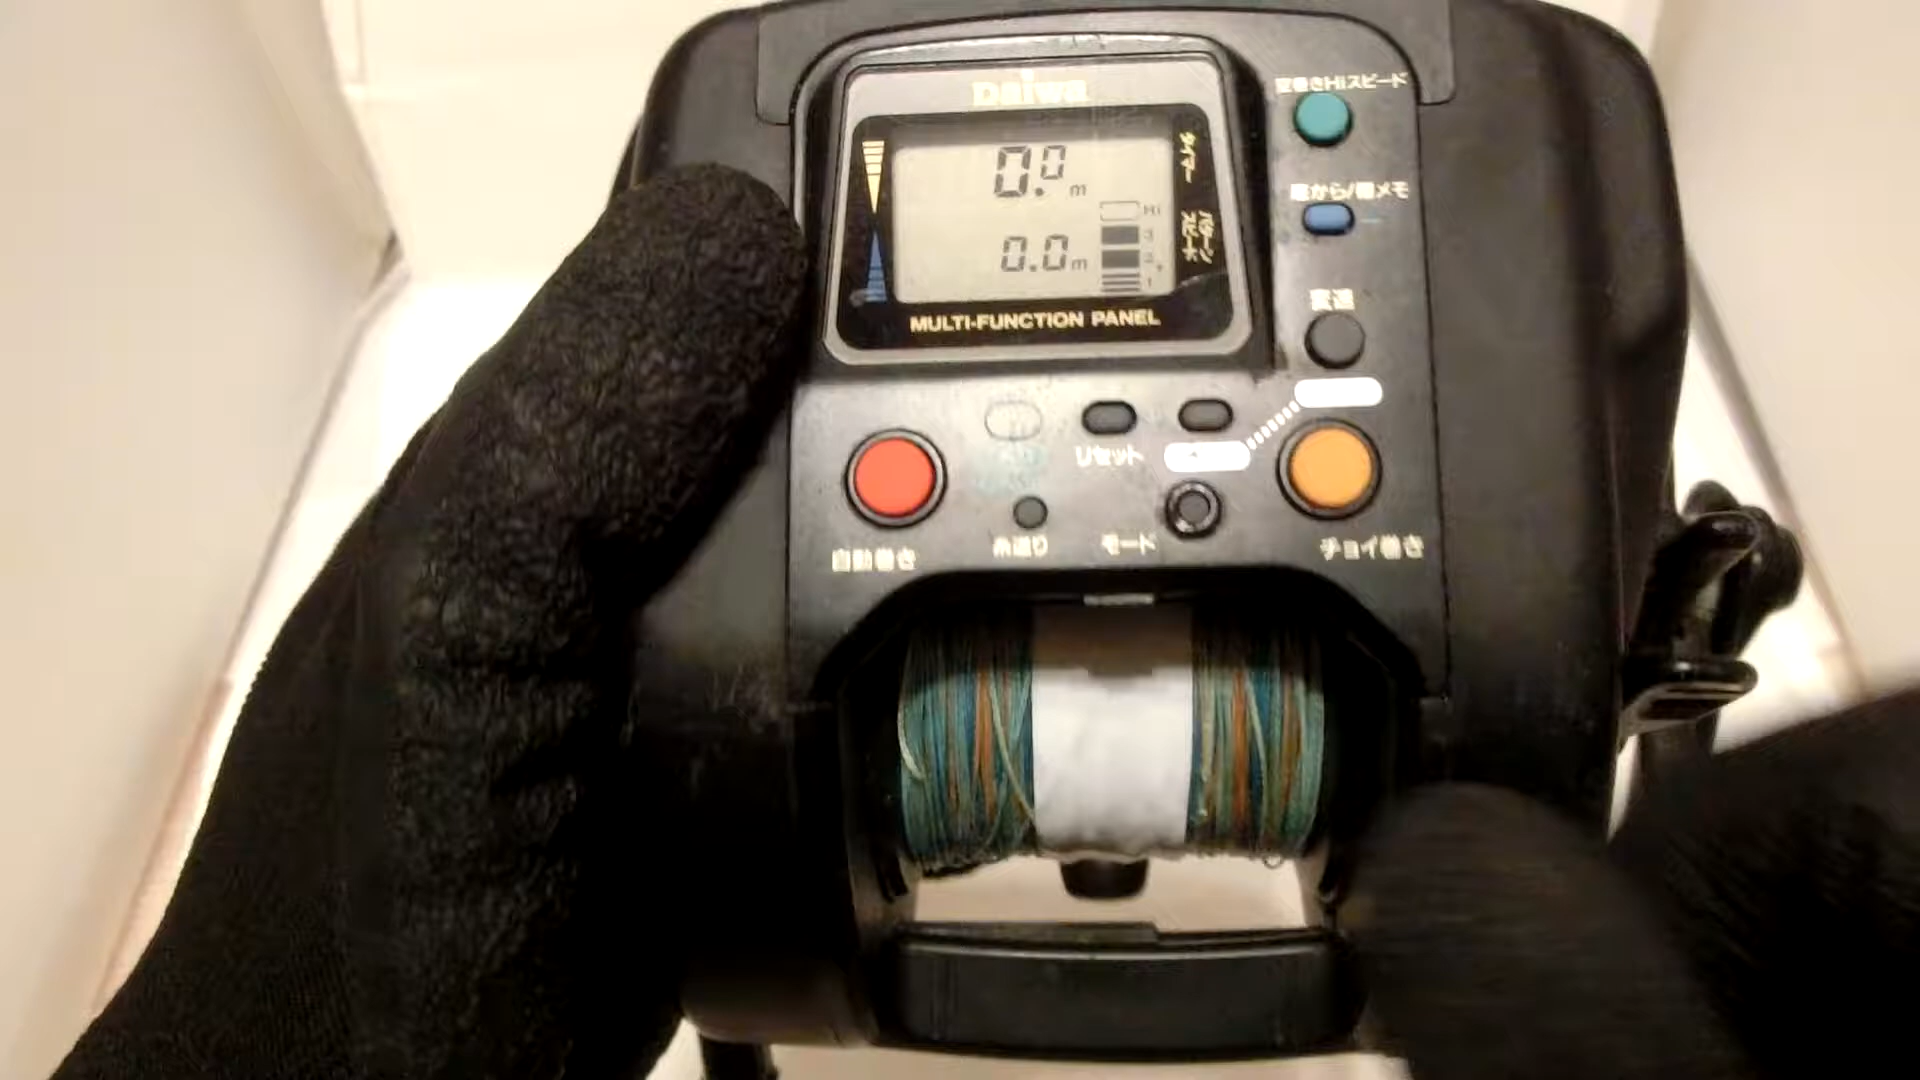 Daiwa
空巻きHiスピード
0.0 m
タイマー
底から/棚メモ
Hi
3
0.0 m
パターン
スピード
2
1
変速
MULTI-FUNCTION PANEL
リセット
自動巻き
糸送り
モード
チョイ巻き